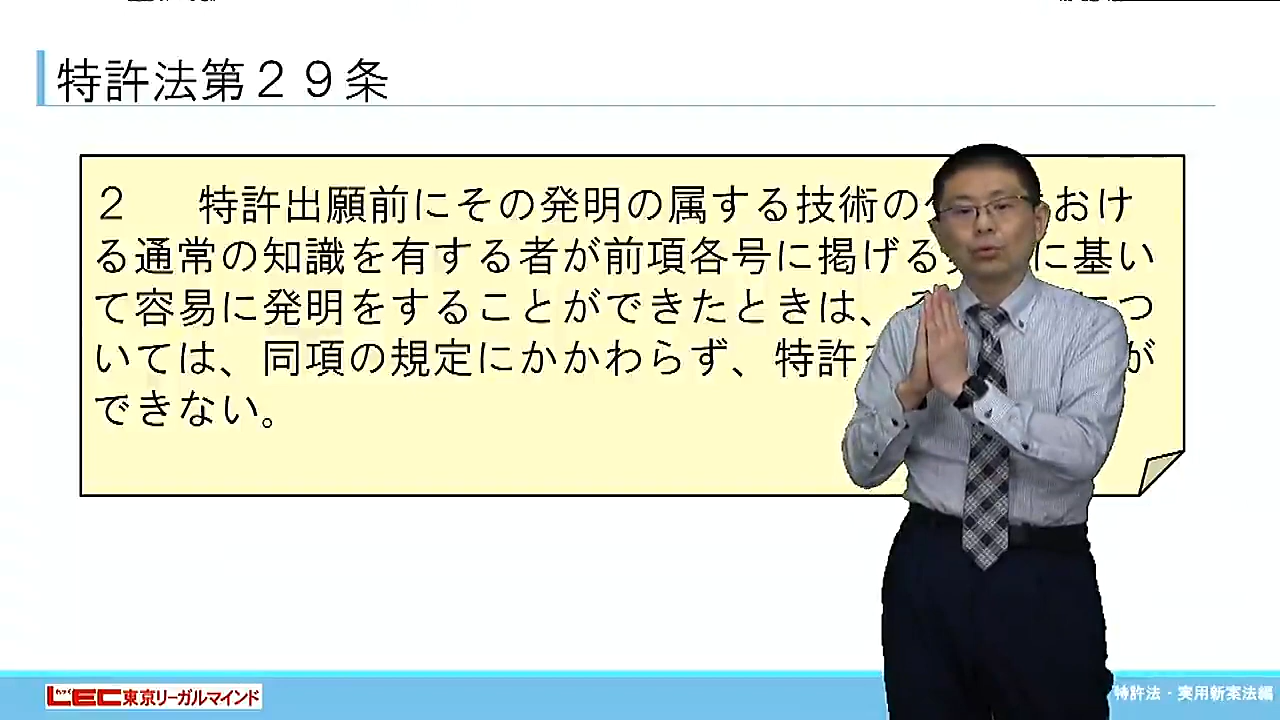 特許法第２９条
２　　特許出願前にその発明の属する技術の おけ
る通常の知識を有する者が前項各号に掲げる に基い
て容易に発明をすることができたときは、 つ
いては、同項の規定にかかわらず、特許 が
できない。
LEC東京リーガルマインド
特許法・実用新案法編